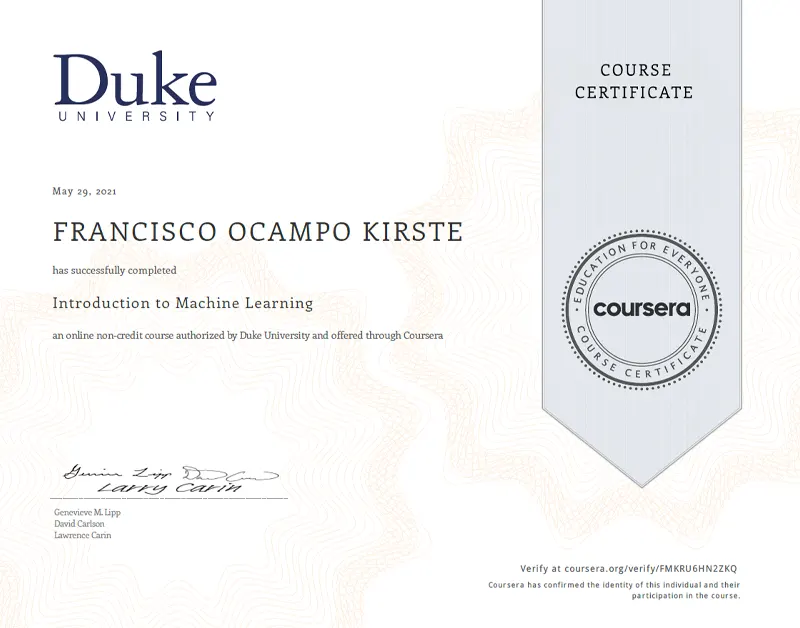 Duke
UNIVERSITY
COURSE
CERTIFICATE
May 29, 2021
FRANCISCO OCAMPO KIRSTE
has successfully completed
Introduction to Machine Learning
an online non-credit course authorized by Duke University and offered through Coursera
EDUCATION FOR EVERYONE
coursera
COURSE CERTIFICATE
Larry Carin
Genevieve M. Lipp
David Carlson
Lawrence Carin
Verify at coursera.org/verify/FMKRU6HN2ZKQ
Coursera has confirmed the identity of this individual and their
participation in the course.